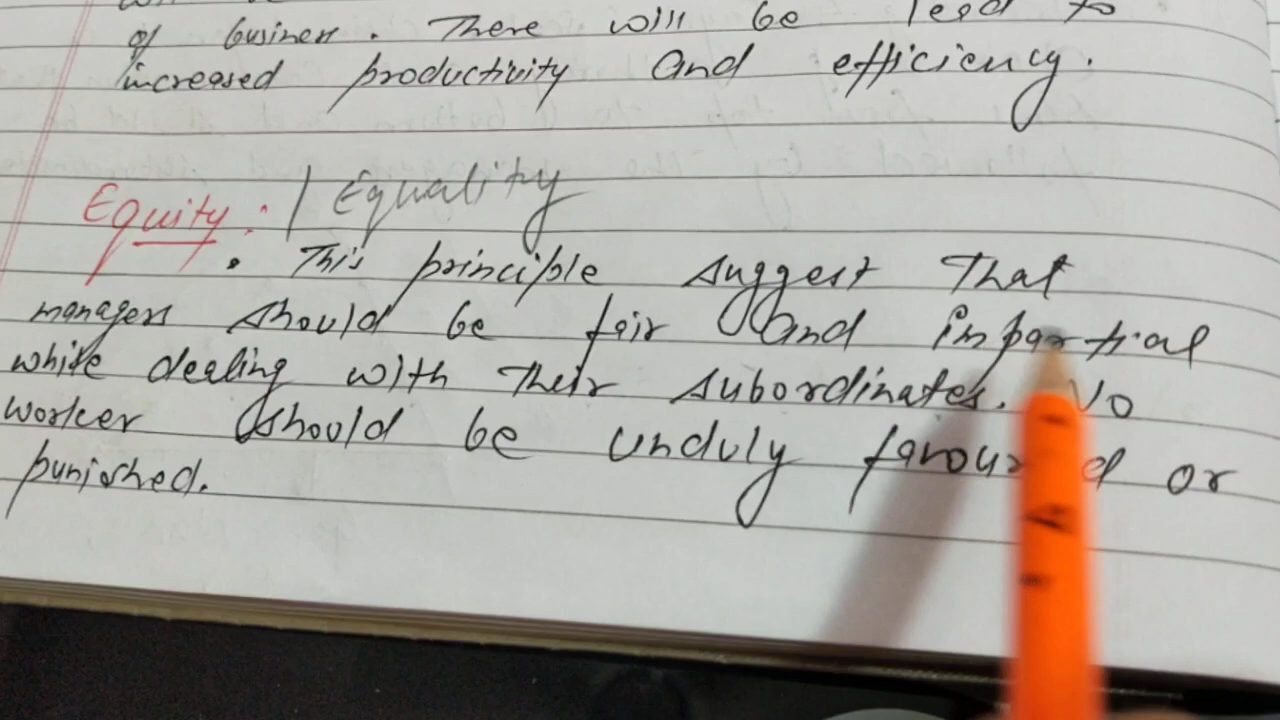 of business. There will be lead to
increased productivity and efficiency.
Equity: / Equality
. This principle suggest that
managers should be fair and impartial
while dealing with their subordinates. No
worker should be unduly favoured or
punished.